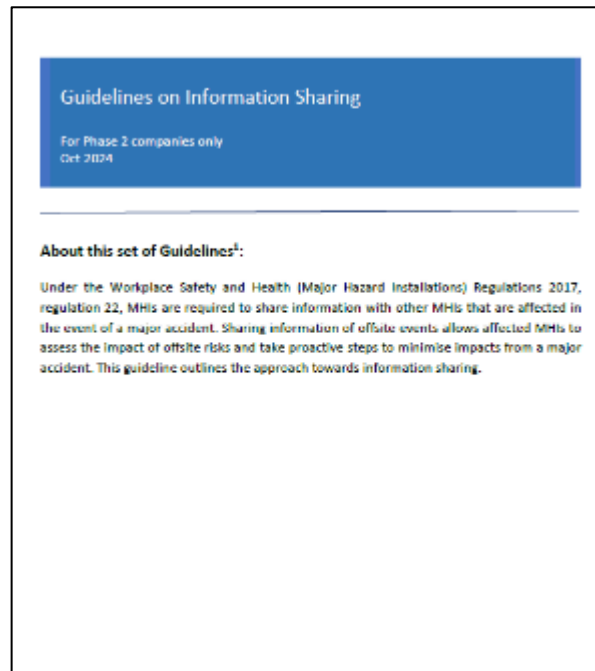 Guidelines on Information Sharing
For Phase 2 companies only
Oct 2024
About this set of Guidelines¹:
Under the Workplace Safety and Health (Major Hazard Installations) Regulations 2017,
regulation 22, MHIs are required to share information with other MHIs that are affected in
the event of a major accident. Sharing information of offsite events allows affected MHIs to
assess the impact of offsite risks and take proactive steps to minimise impacts from a major
accident. This guideline outlines the approach towards information sharing.